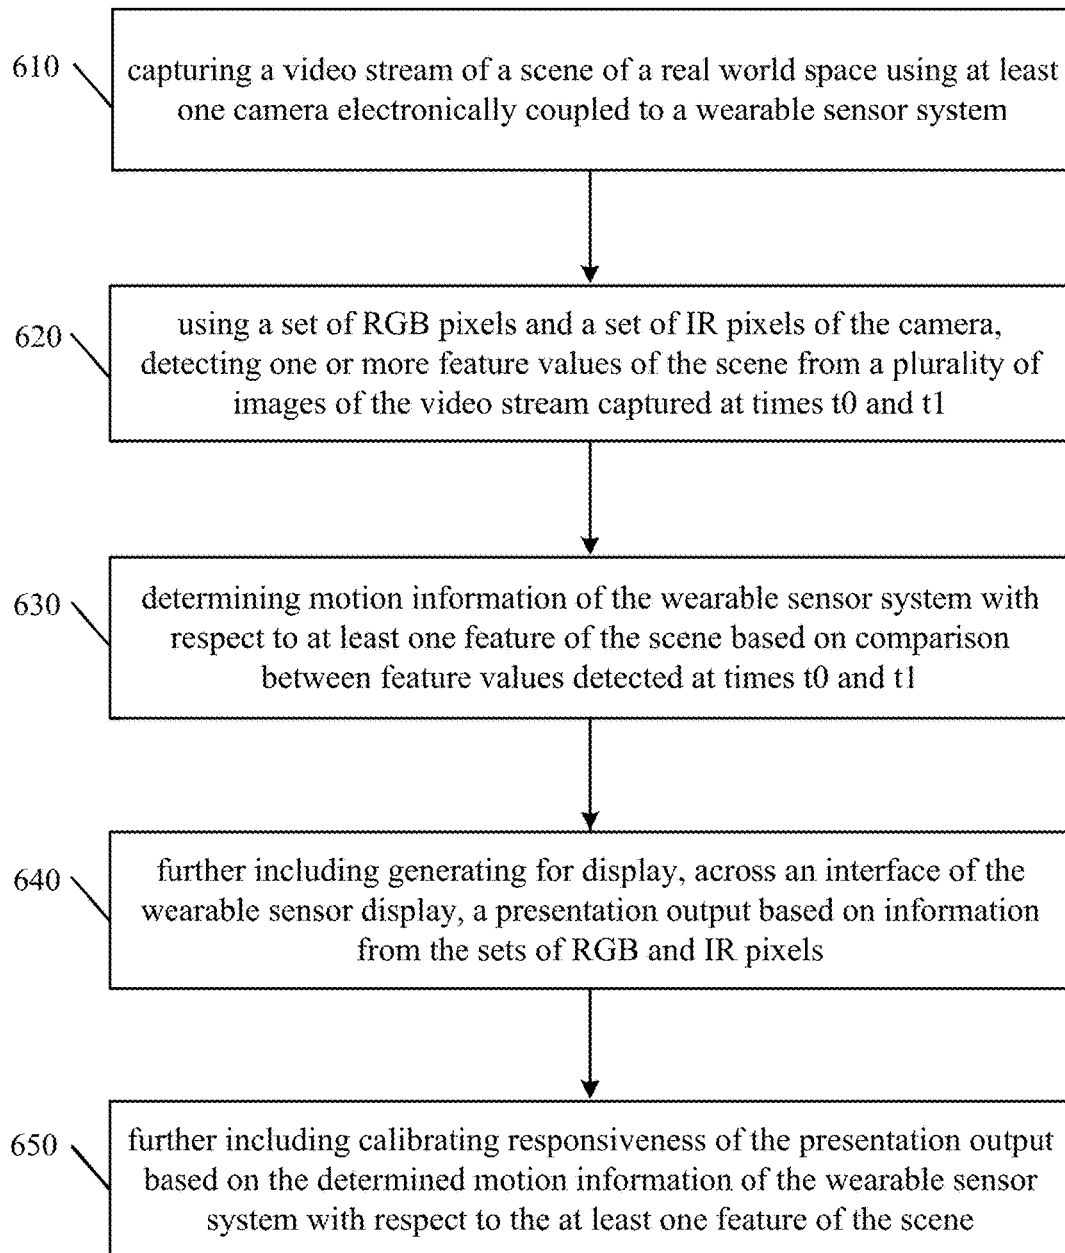 610
capturing a video stream of a scene of a real world space using at least
one camera electronically coupled to a wearable sensor system
620
using a set of RGB pixels and a set of IR pixels of the camera,
detecting one or more feature values of the scene from a plurality of
images of the video stream captured at times t0 and t1
630
determining motion information of the wearable sensor system with
respect to at least one feature of the scene based on comparison
between feature values detected at times t0 and t1
640
further including generating for display, across an interface of the
wearable sensor display, a presentation output based on information
from the sets of RGB and IR pixels
650
further including calibrating responsiveness of the presentation output
based on the determined motion information of the wearable sensor
system with respect to the at least one feature of the scene